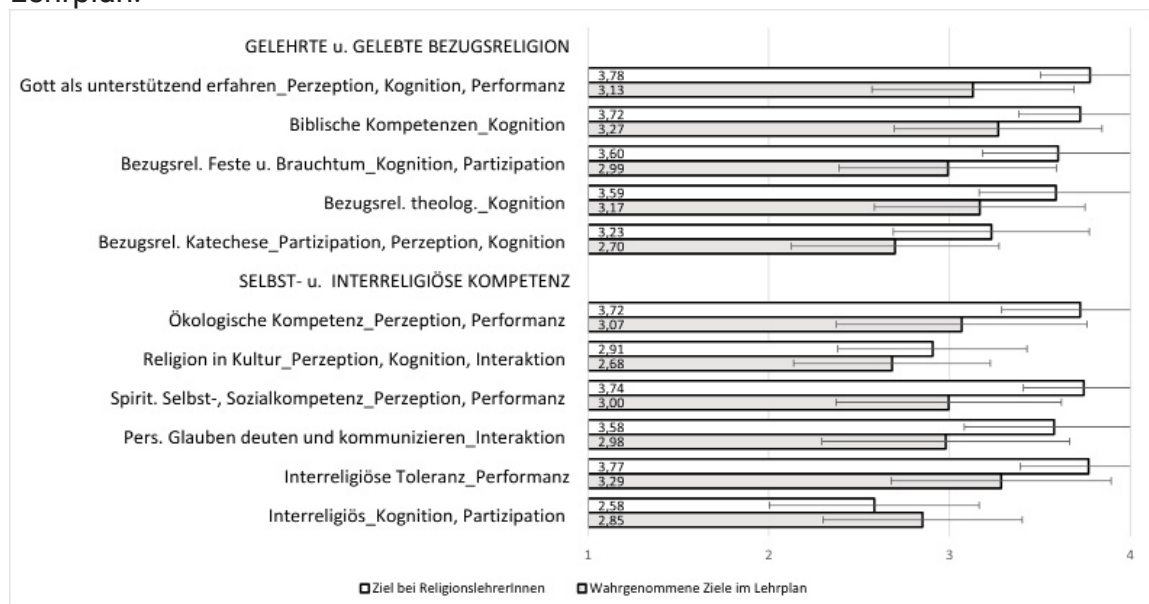 Lehrplan.
GELEHRTE u. GELEBTE BEZUGSRELIGION
Gott als unterstützend erfahren_Perzeption, Kognition, Performanz
3,78
3,13
Biblische Kompetenzen_Kognition
3,72
3,27
Bezugsrel. Feste u. Brauchtum_Kognition, Partizipation
3,60
2,99
Bezugsrel. theolog._Kognition
3,59
3,17
Bezugsrel. Katechese_Partizipation, Perzeption, Kognition
3,23
2,70
SELBST- u. INTERRELIGIÖSE KOMPETENZ
Ökologische Kompetenz_Perzeption, Performanz
3,72
3,07
Religion in Kultur_Perzeption, Kognition, Interaktion
2,91
2,68
Spirit. Selbst-, Sozialkompetenz_Perzeption, Performanz
3,74
3,00
Pers. Glauben deuten und kommunizieren_Interaktion
3,58
2,98
Interreligiöse Toleranz_Performanz
3,77
3,29
Interreligiös_Kognition, Partizipation
2,58
2,85
1 2 3 4
Ziel bei ReligionslehrerInnen Wahrgenommene Ziele im Lehrplan